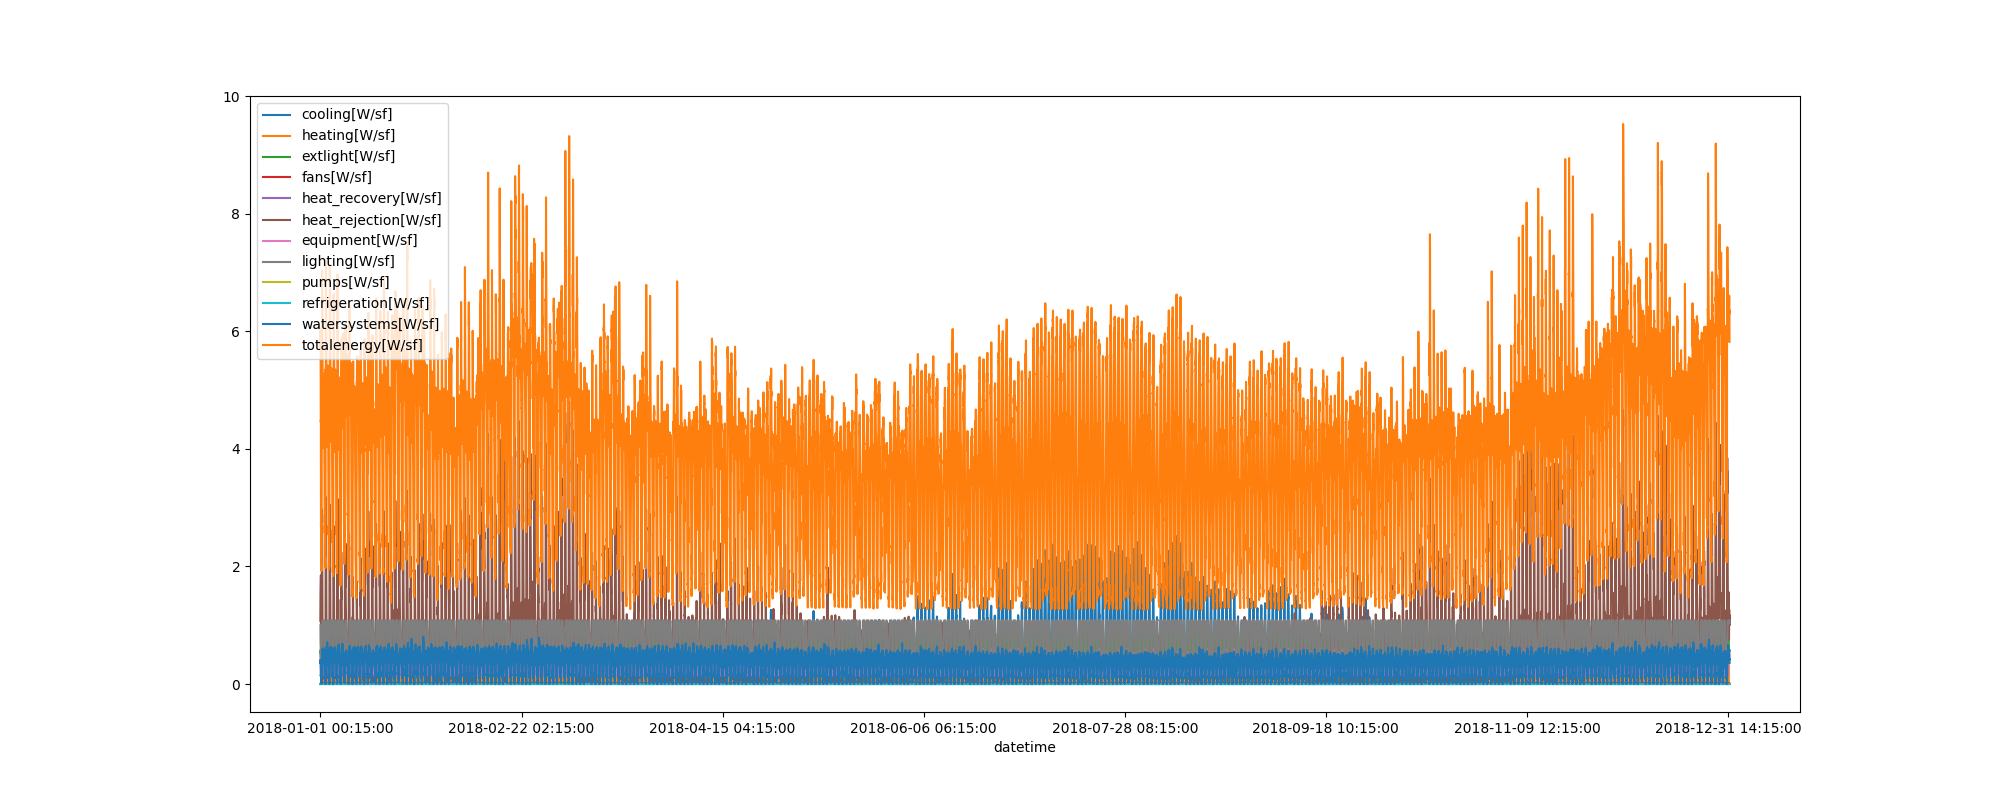 10
8
6
4
2
0
cooling[W/sf]
heating[W/sf]
extlight[W/sf]
fans[W/sf]
heat_recovery[W/sf]
heat_rejection[W/sf]
equipment[W/sf]
lighting[W/sf]
pumps[W/sf]
refrigeration[W/sf]
watersystems[W/sf]
totalenergy[W/sf]
2018-01-01 00:15:00 2018-02-22 02:15:00 2018-04-15 04:15:00 2018-06-06 06:15:00 2018-07-28 08:15:00 2018-09-18 10:15:00 2018-11-09 12:15:00 2018-12-31 14:15:00
datetime